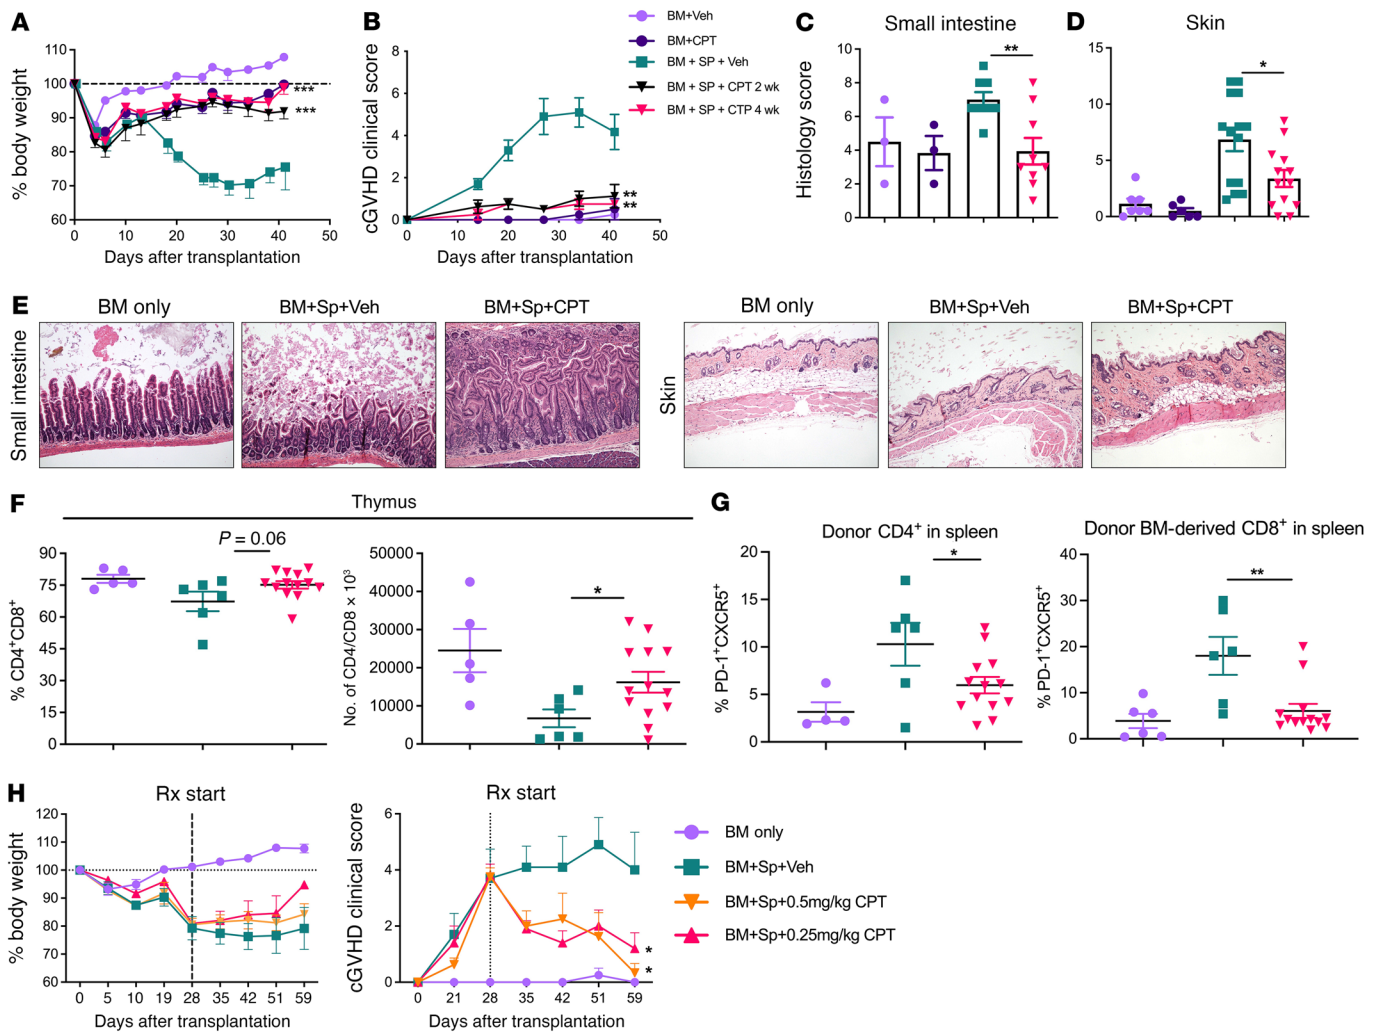 A
% body weight
110
100
90
80
70
60
0
10
20
30
40
50
Days after transplantation
***
***
B
cGVHD clinical score
8
6
4
2
0
0
10
20
30
40
50
Days after transplantation
**
**
BM+Veh
BM+CPT
BM + SP + Veh
BM + SP + CPT 2 wk
BM + SP + CTP 4 wk
C
Small intestine
Histology score
10
8
6
4
2
0
**
D
Skin
15
10
5
0
*
E
BM only
BM+Sp+Veh
BM+Sp+CPT
Small intestine
BM only
BM+Sp+Veh
BM+Sp+CPT
Skin
F
Thymus
% CD4+CD8+
90
75
60
45
30
15
0
P = 0.06
No. of CD4/CD8 × 10³
50000
40000
30000
20000
10000
0
*
G
Donor CD4+ in spleen
% PD-1+CXCR5+
20
15
10
5
0
*
Donor BM-derived CD8+ in spleen
% PD-1+CXCR5+
40
30
20
10
0
**
H
Rx start
% body weight
120
110
100
90
80
70
60
0
5
10
19
28
35
42
51
59
Days after transplantation
Rx start
cGVHD clinical score
6
4
2
0
0
21
28
35
42
51
59
Days after transplantation
*
*
BM only
BM+Sp+Veh
BM+Sp+0.5mg/kg CPT
BM+Sp+0.25mg/kg CPT